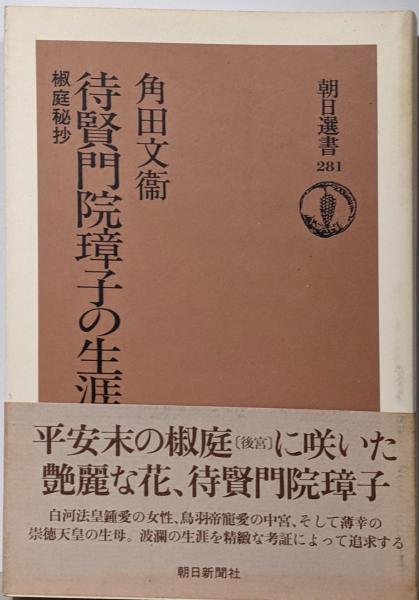 朝日選書
281
角田文衞
待賢門院璋子の生涯
椒庭秘抄
平安末の椒庭〔後宮〕に咲いた
艶麗な花、待賢門院璋子
白河法皇鍾愛の女性、鳥羽帝寵愛の中宮、そして薄幸の
崇徳天皇の生母。波瀾の生涯を精緻な考証によって追求する
朝日新聞社